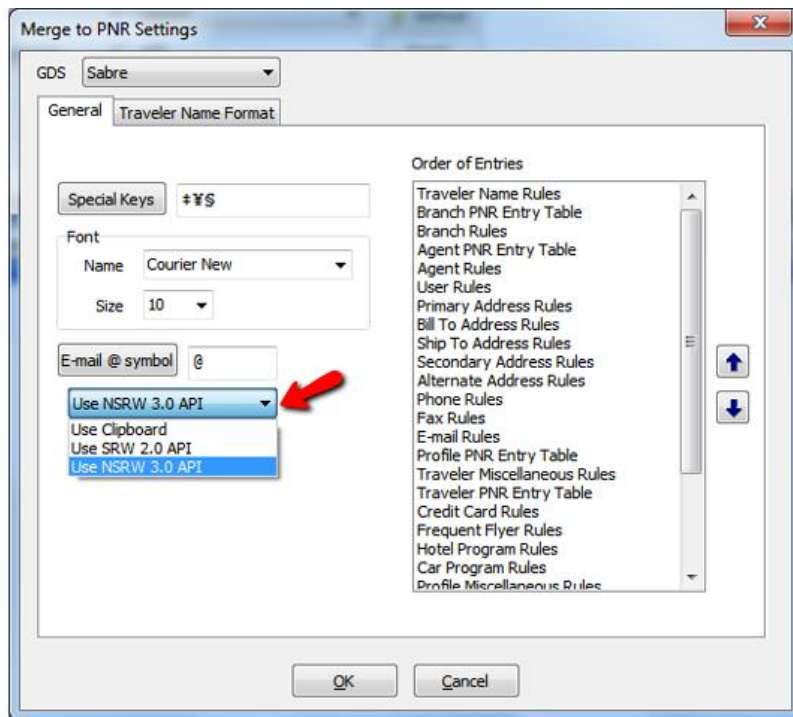 Merge to PNR Settings
GDS Sabre
General Traveler Name Format
Special Keys ‡¥§
Font
Name Courier New
Size 10
E-mail @ symbol @
Use NSRW 3.0 API
Use Clipboard
Use SRW 2.0 API
Use NSRW 3.0 API
Order of Entries
Traveler Name Rules
Branch PNR Entry Table
Branch Rules
Agent PNR Entry Table
Agent Rules
User Rules
Primary Address Rules
Bill To Address Rules
Ship To Address Rules
Secondary Address Rules
Alternate Address Rules
Phone Rules
Fax Rules
E-mail Rules
Profile PNR Entry Table
Traveler Miscellaneous Rules
Traveler PNR Entry Table
Credit Card Rules
Frequent Flyer Rules
Hotel Program Rules
Car Program Rules
Profile Miscellaneous Rules
OK Cancel